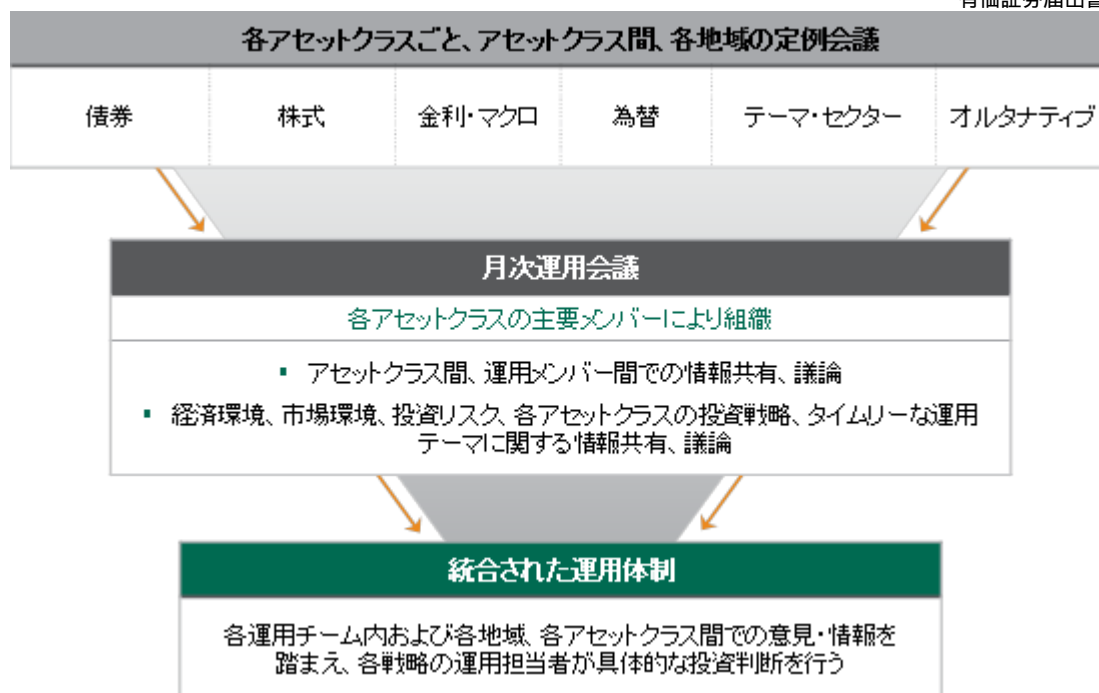 有価証券届出書
各アセットクラスごと、アセットクラス間、各地域の定例会議
債券 株式 金利・マクロ 為替 テーマ・セクター オルタナティブ
月次運用会議
各アセットクラスの主要メンバーにより組織
▪ アセットクラス間、運用メンバー間での情報共有、議論
▪ 経済環境、市場環境、投資リスク、各アセットクラスの投資戦略、タイムリーな運用
テーマに関する情報共有、議論
統合された運用体制
各運用チーム内および各地域、各アセットクラス間での意見・情報を
踏まえ、各戦略の運用担当者が具体的な投資判断を行う